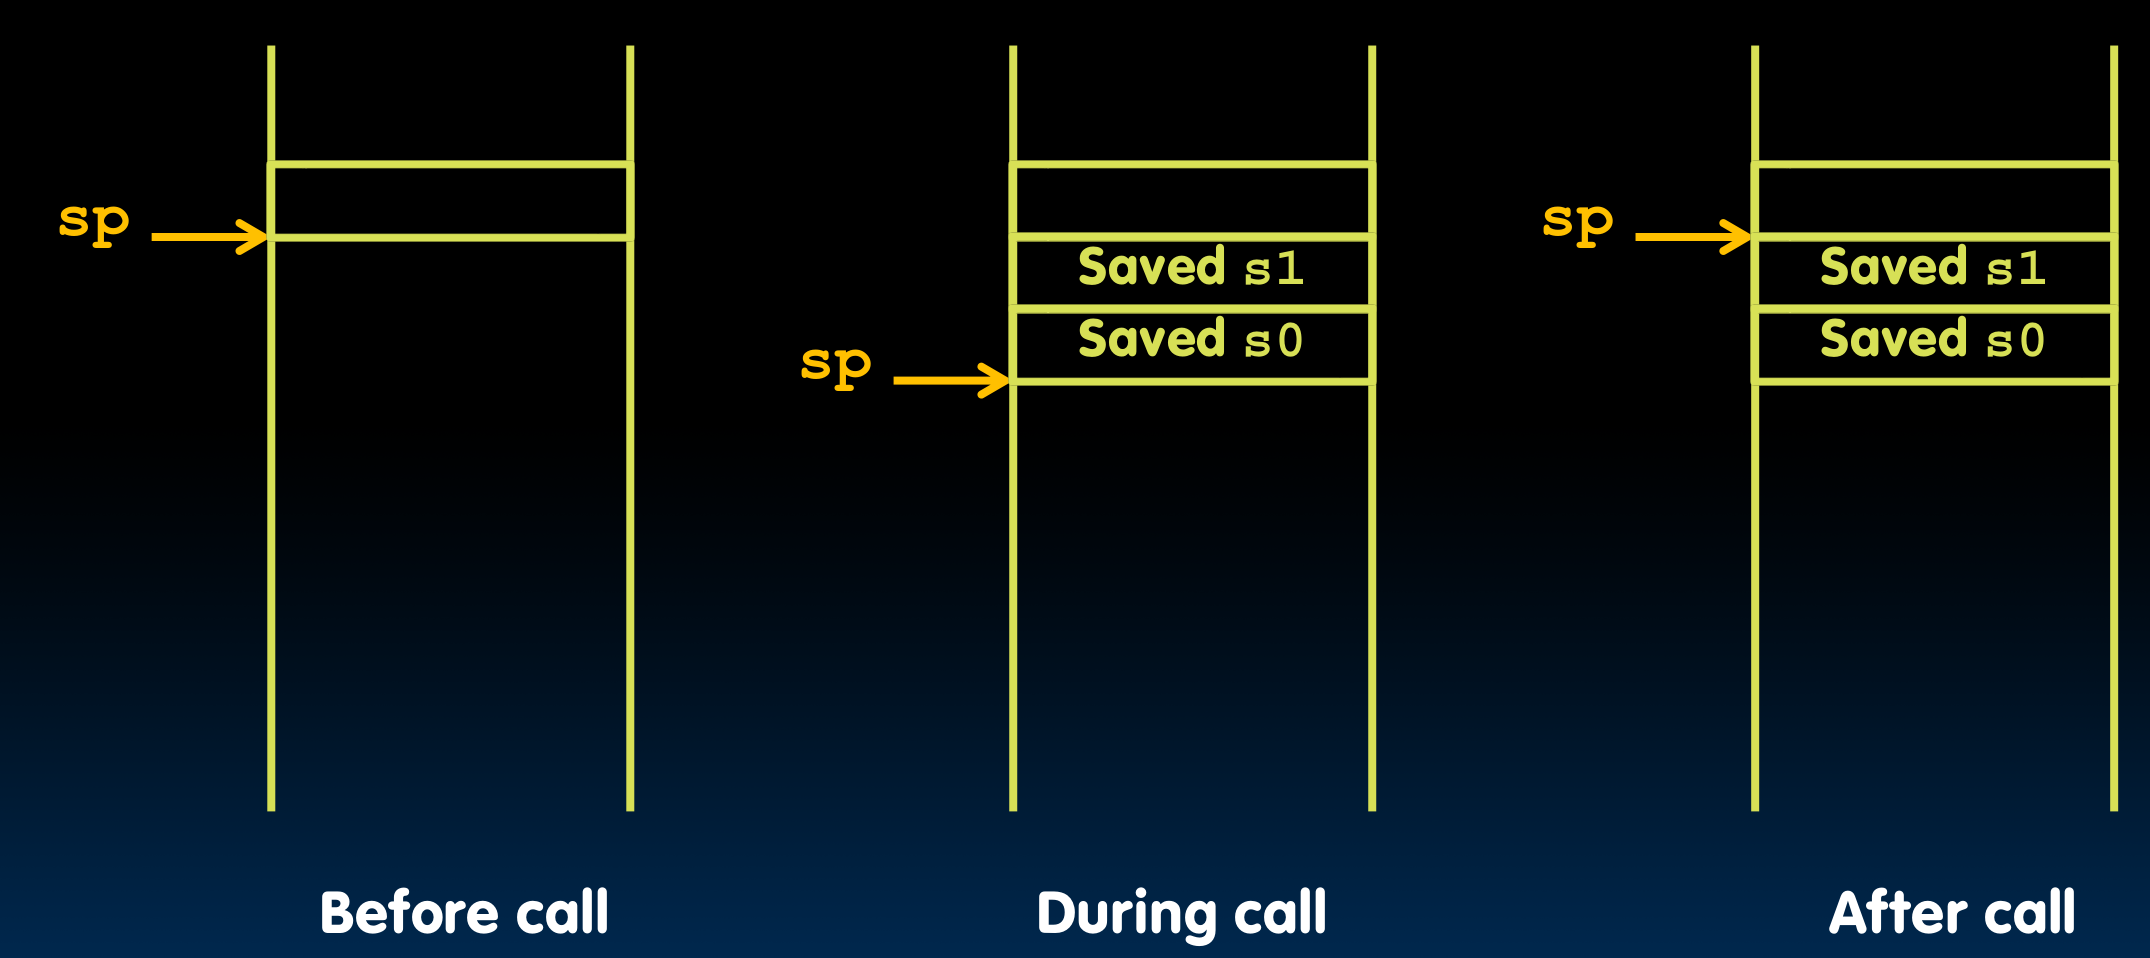 sp
sp
Saved s1
Saved s0
sp
Saved s1
Saved s0
Before call
During call
After call